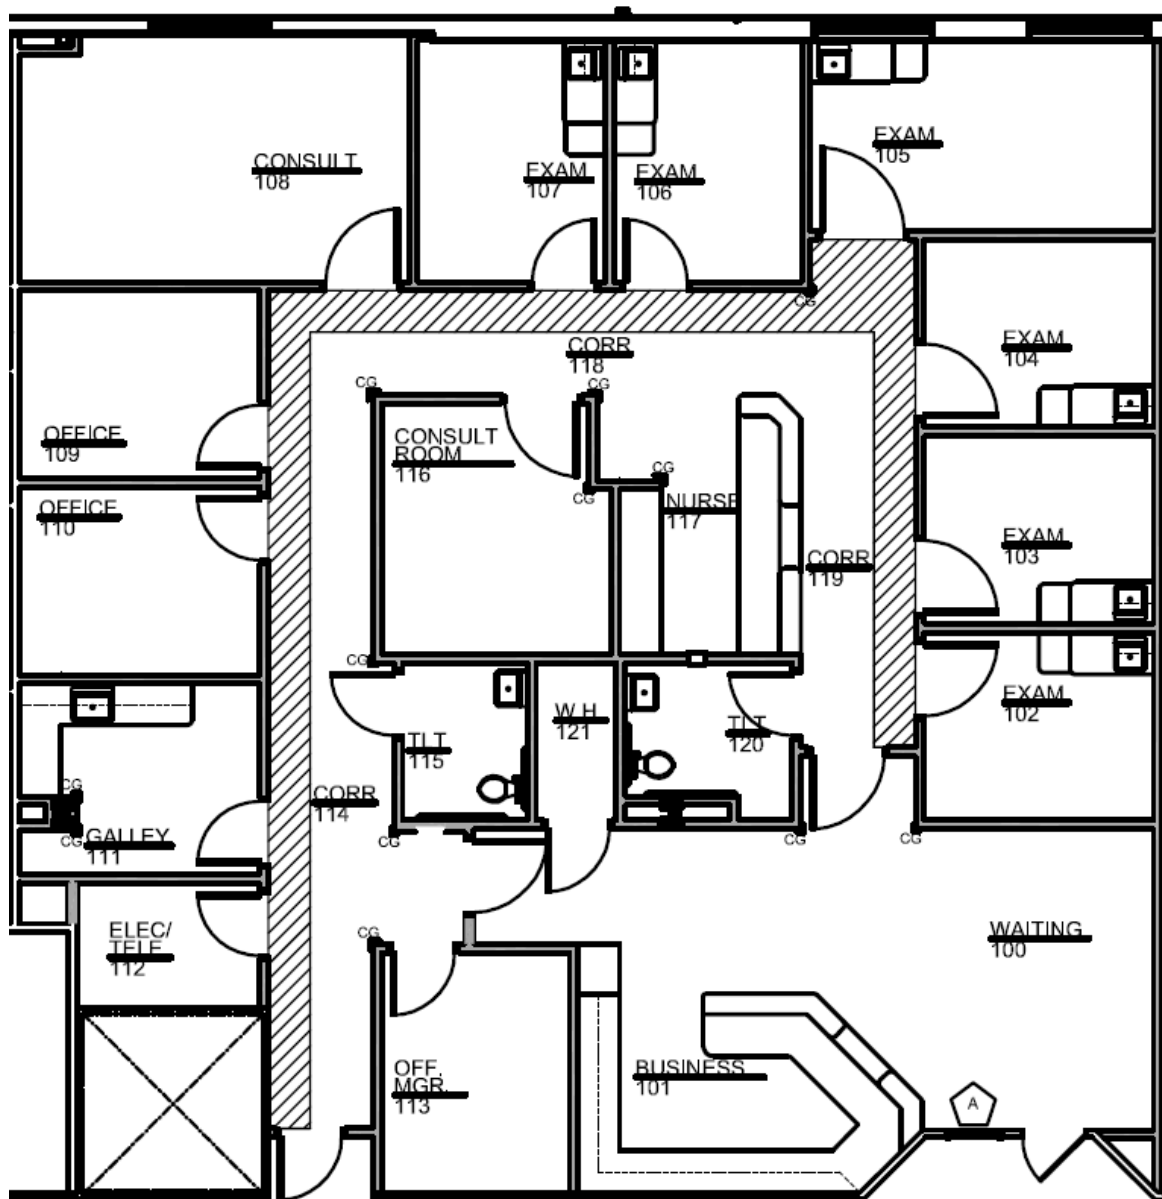 CONSULT
108
EXAM
107
EXAM
106
EXAM
105
CG
EXAM
104
CORR
118
CG
CG
OFFICE
109
CONSULT
ROOM
116
CG
CG
NURSE
117
OFFICE
110
EXAM
103
CORR
119
CG
EXAM
102
TLT
115
W.H
121
TLT
120
CG
CORR
114
GALLEY
111
CG
CG
CG
CG
ELEC/
TELE
112
CG
WAITING
100
OFF.
MGR.
113
BUSINESS
101
A